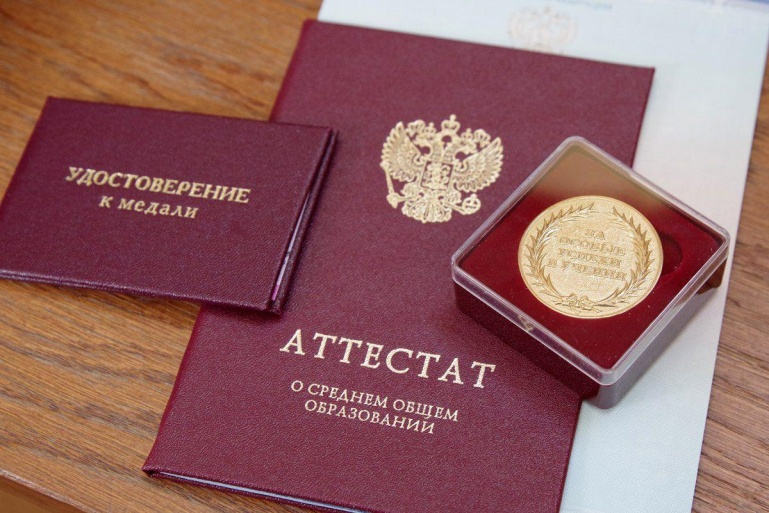 УДОСТОВЕРЕНИЕ
к медали
АТТЕСТАТ
О СРЕДНЕМ ОБЩЕМ
ОБРАЗОВАНИИ
ЗА
ОСОБЫЕ
УСПЕХИ
В УЧЕНИИ